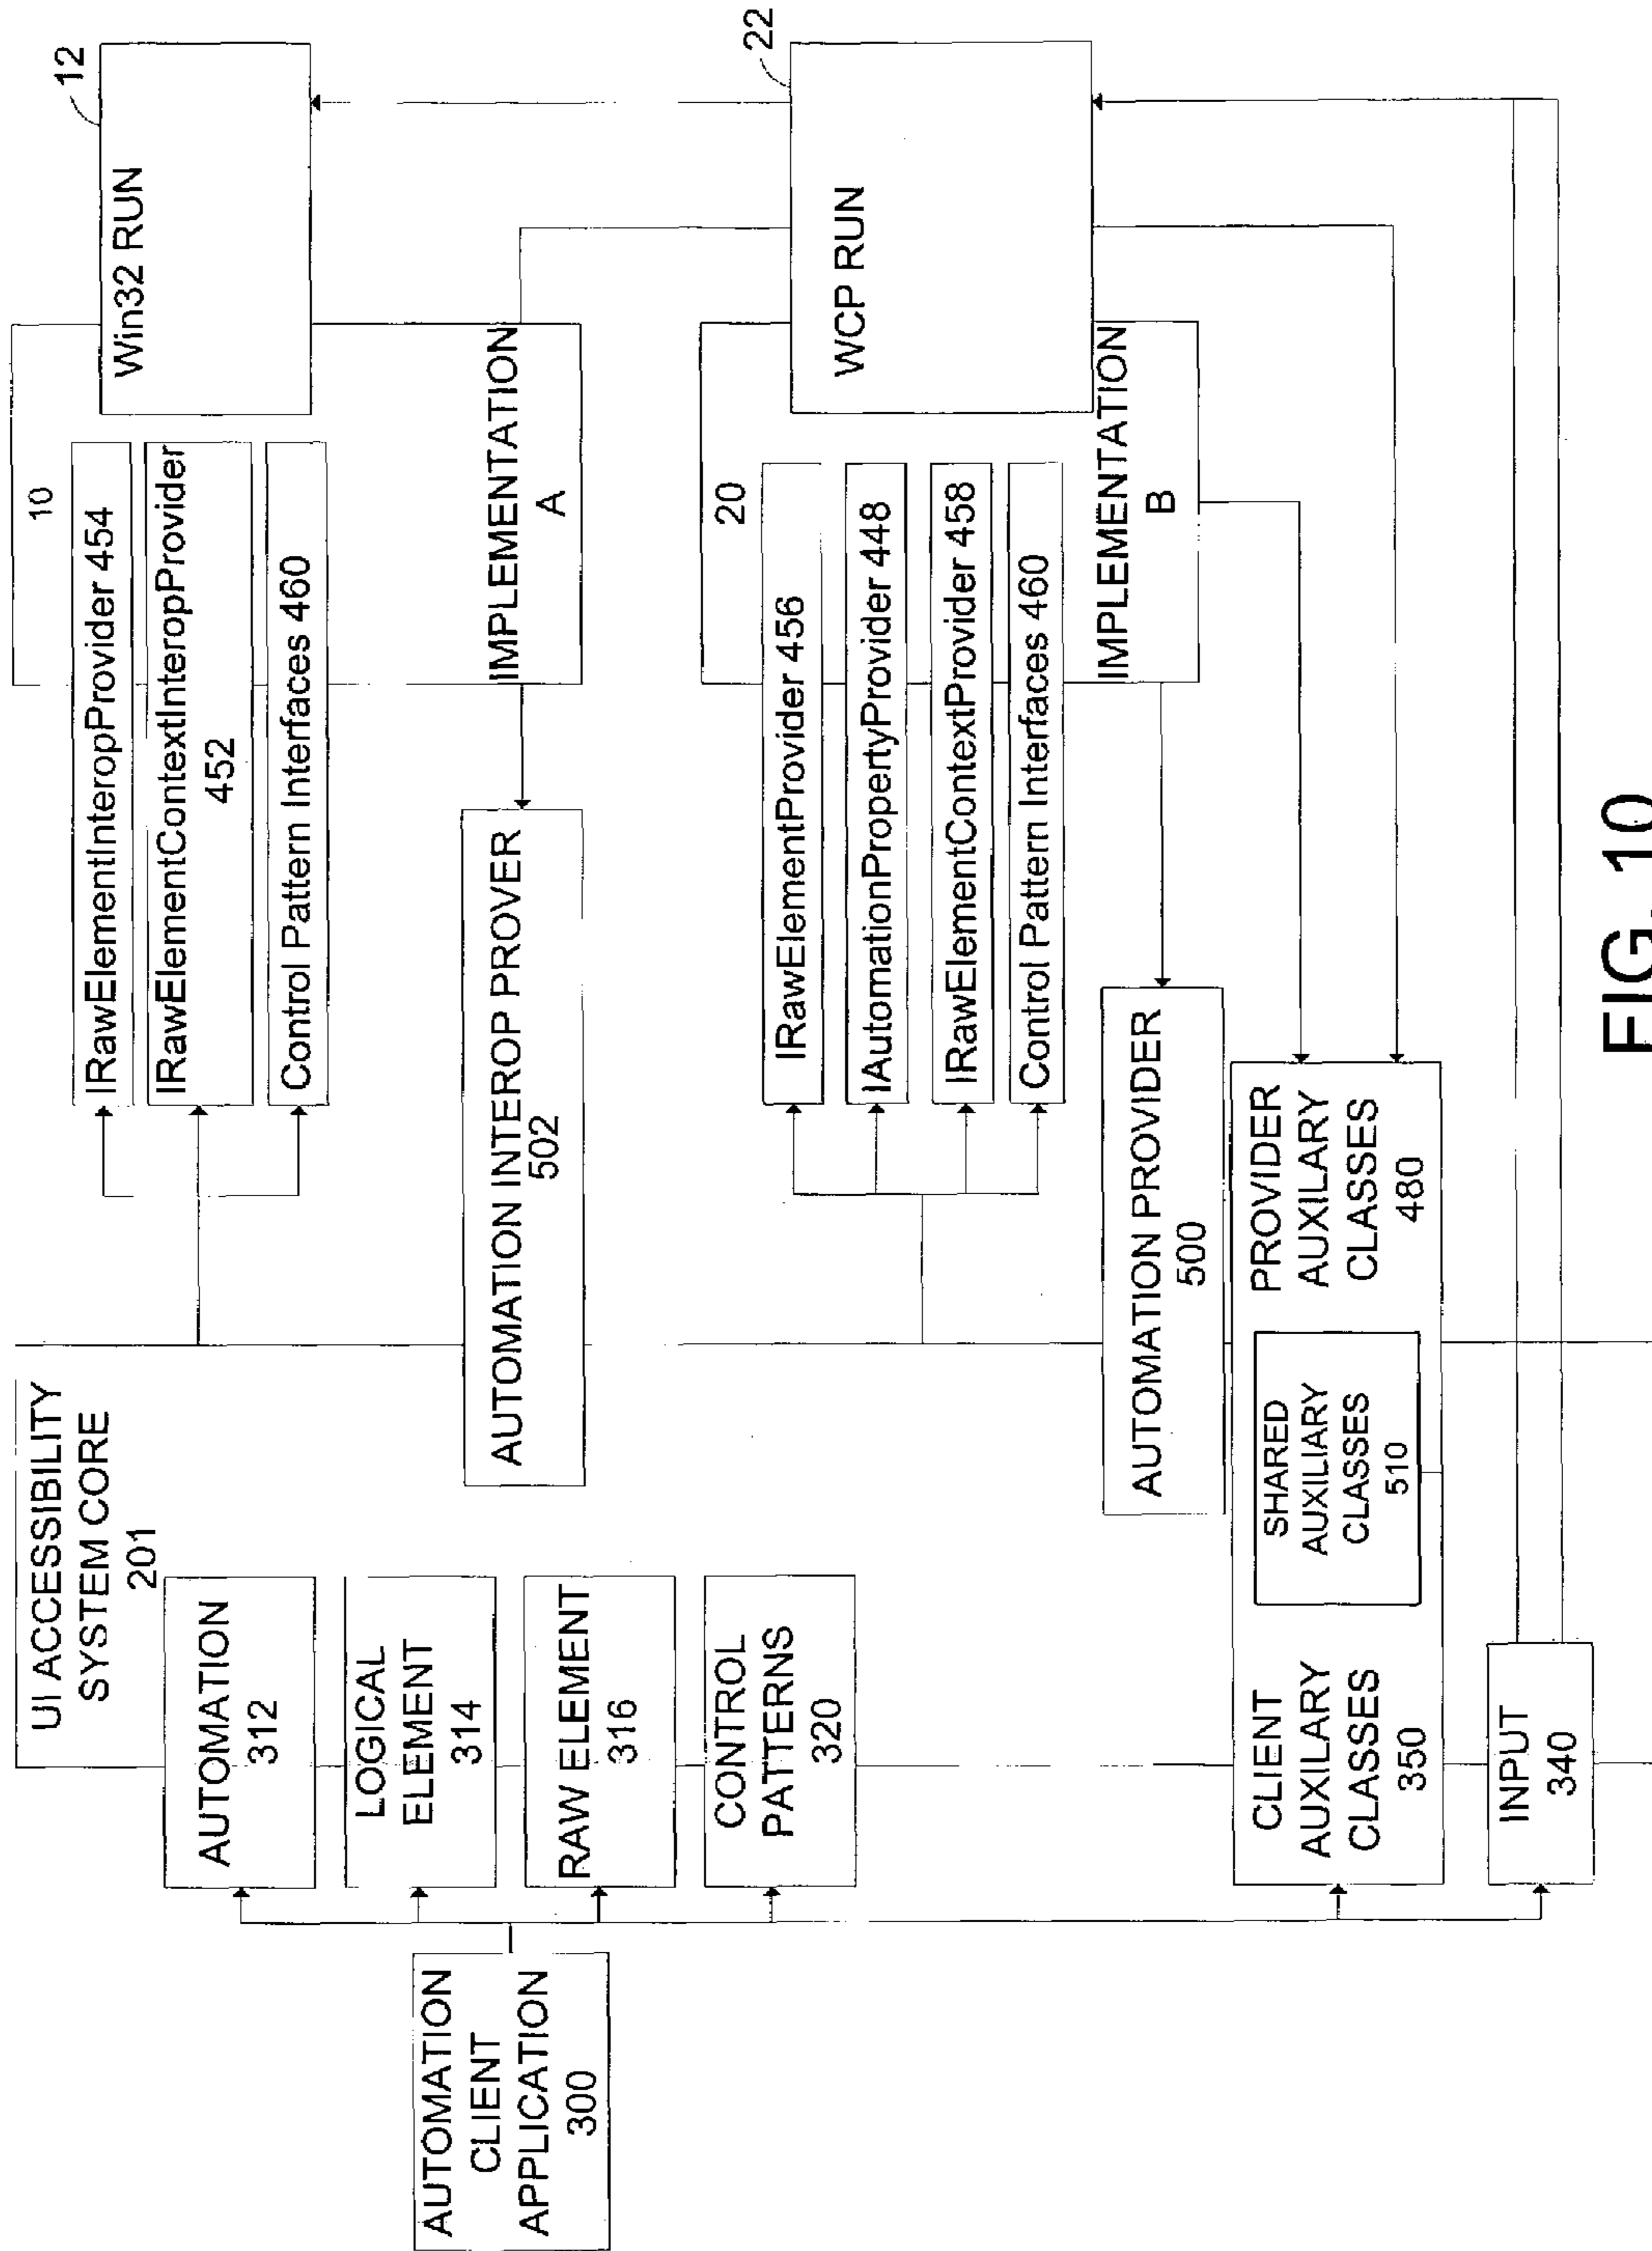 UI ACCESSIBILITY
SYSTEM CORE
201
AUTOMATION
CLIENT
APPLICATION
300
AUTOMATION
312
LOGICAL
ELEMENT
314
RAW ELEMENT
316
CONTROL
PATTERNS
320
CLIENT
AUXILARY
CLASSES
350
SHARED
AUXILIARY
CLASSES
510
PROVIDER
AUXILARY
CLASSES
480
INPUT
340
AUTOMATION INTEROP PROVER
502
AUTOMATION PROVIDER
500
10
IRawElementInteropProvider 454
IRawElementContextInteropProvider
452
Control Pattern Interfaces 460
IMPLEMENTATION
A
Win32 RUN
12
20
IRawElementProvider 456
IAutomationPropertyProvider 448
IRawElementContextProvider 458
Control Pattern Interfaces 460
IMPLEMENTATION
B
WCP RUN
22
FIG. 10